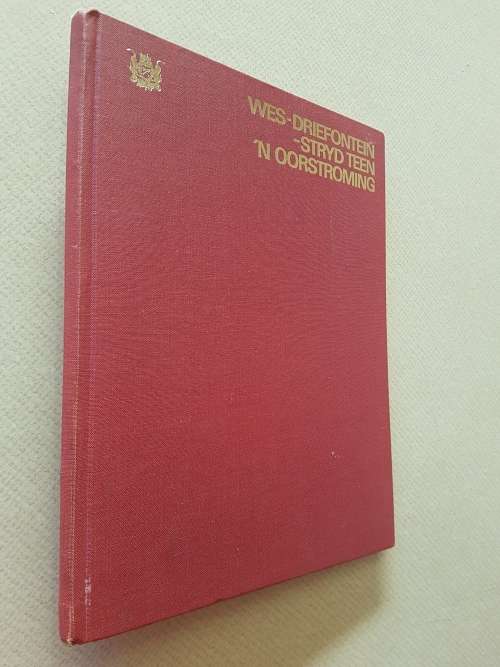 WES-DRIEFONTEIN
-STRYD TEEN
'N OORSTROMING